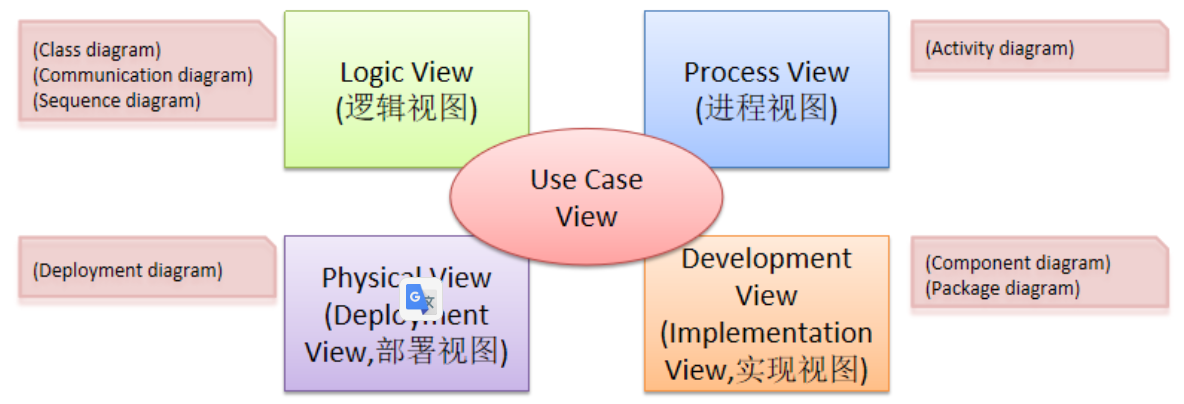 (Class diagram)
(Communication diagram)
(Sequence diagram)
Logic View
(逻辑视图)
Process View
(进程视图)
(Activity diagram)
Use Case
View
(Deployment diagram)
Physical View
(Deployment
View,部署视图)
Development
View
(Implementation
View,实现视图)
(Component diagram)
(Package diagram)